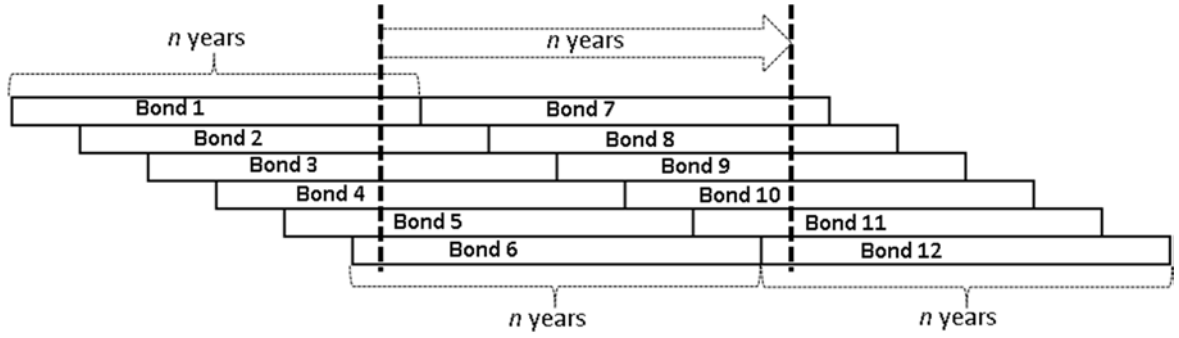 n years
n years
Bond 1
Bond 7
Bond 2
Bond 8
Bond 3
Bond 9
Bond 4
Bond 10
Bond 5
Bond 11
Bond 6
Bond 12
n years
n years